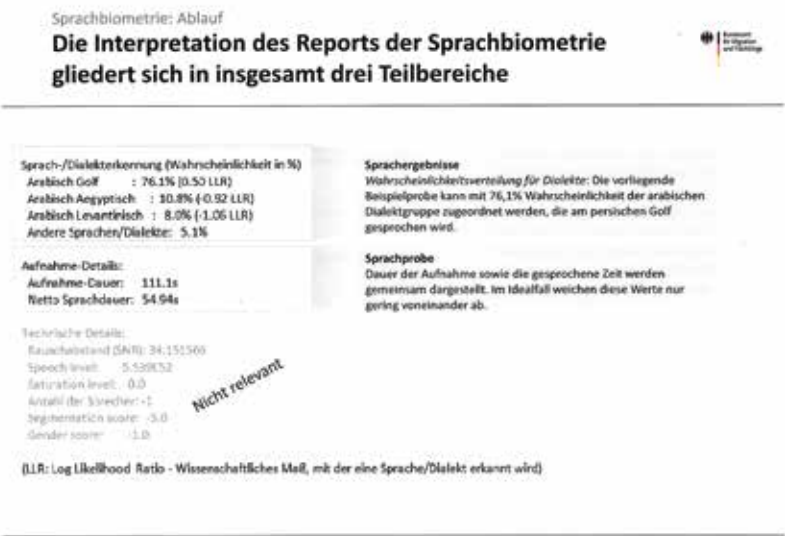 Sprachbiometrie: Ablauf
Die Interpretation des Reports der Sprachbiometrie
gliedert sich in insgesamt drei Teilbereiche
Bundesamt
für Migration
und Flüchtlinge
Sprach-/Dialekterkennung (Wahrscheinlichkeit in %)
Arabisch Golf : 76.1% (0.50 LLR)
Arabisch Aegyptisch : 10.8% (-0.92 LLR)
Arabisch Levantinisch : 8.0% (-1.06 LLR)
Andere Sprachen/Dialekte: 5.1%
Sprachergebnisse
Wahrscheinlichkeitsverteilung für Dialekte: Die vorliegende
Beispielprobe kann mit 76,1% Wahrscheinlichkeit der arabischen
Dialektgruppe zugeordnet werden, die am persischen Golf
gesprochen wird.
Aufnahme-Details:
Aufnahme-Dauer: 111.1s
Netto Sprachdauer: 54.94s
Sprachprobe
Dauer der Aufnahme sowie die gesprochene Zeit werden
gemeinsam dargestellt. Im Idealfall weichen diese Werte nur
gering voneinander ab.
Technische Details:
Rauschabstand (SNR): 34.151566
Speech level:
Saturation level: 0.0
Anzahl der Sprecher: -1
Segmentation score: -5.0
Gender score: -1.0
Nicht relevant
(LLR: Log Likelihood Ratio - Wissenschaftliches Maß, mit der eine Sprache/Dialekt erkannt wird)